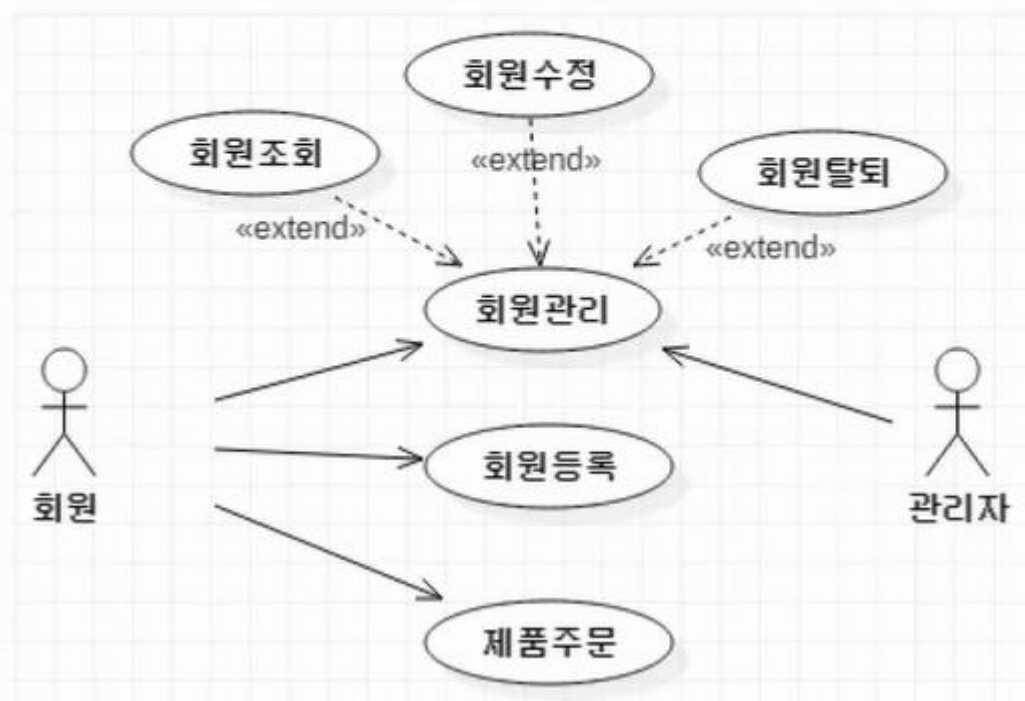 회원수정
회원조회
«extend»
회원탈퇴
«extend»
«extend»
회원관리
회원등록
회원
관리자
제품주문